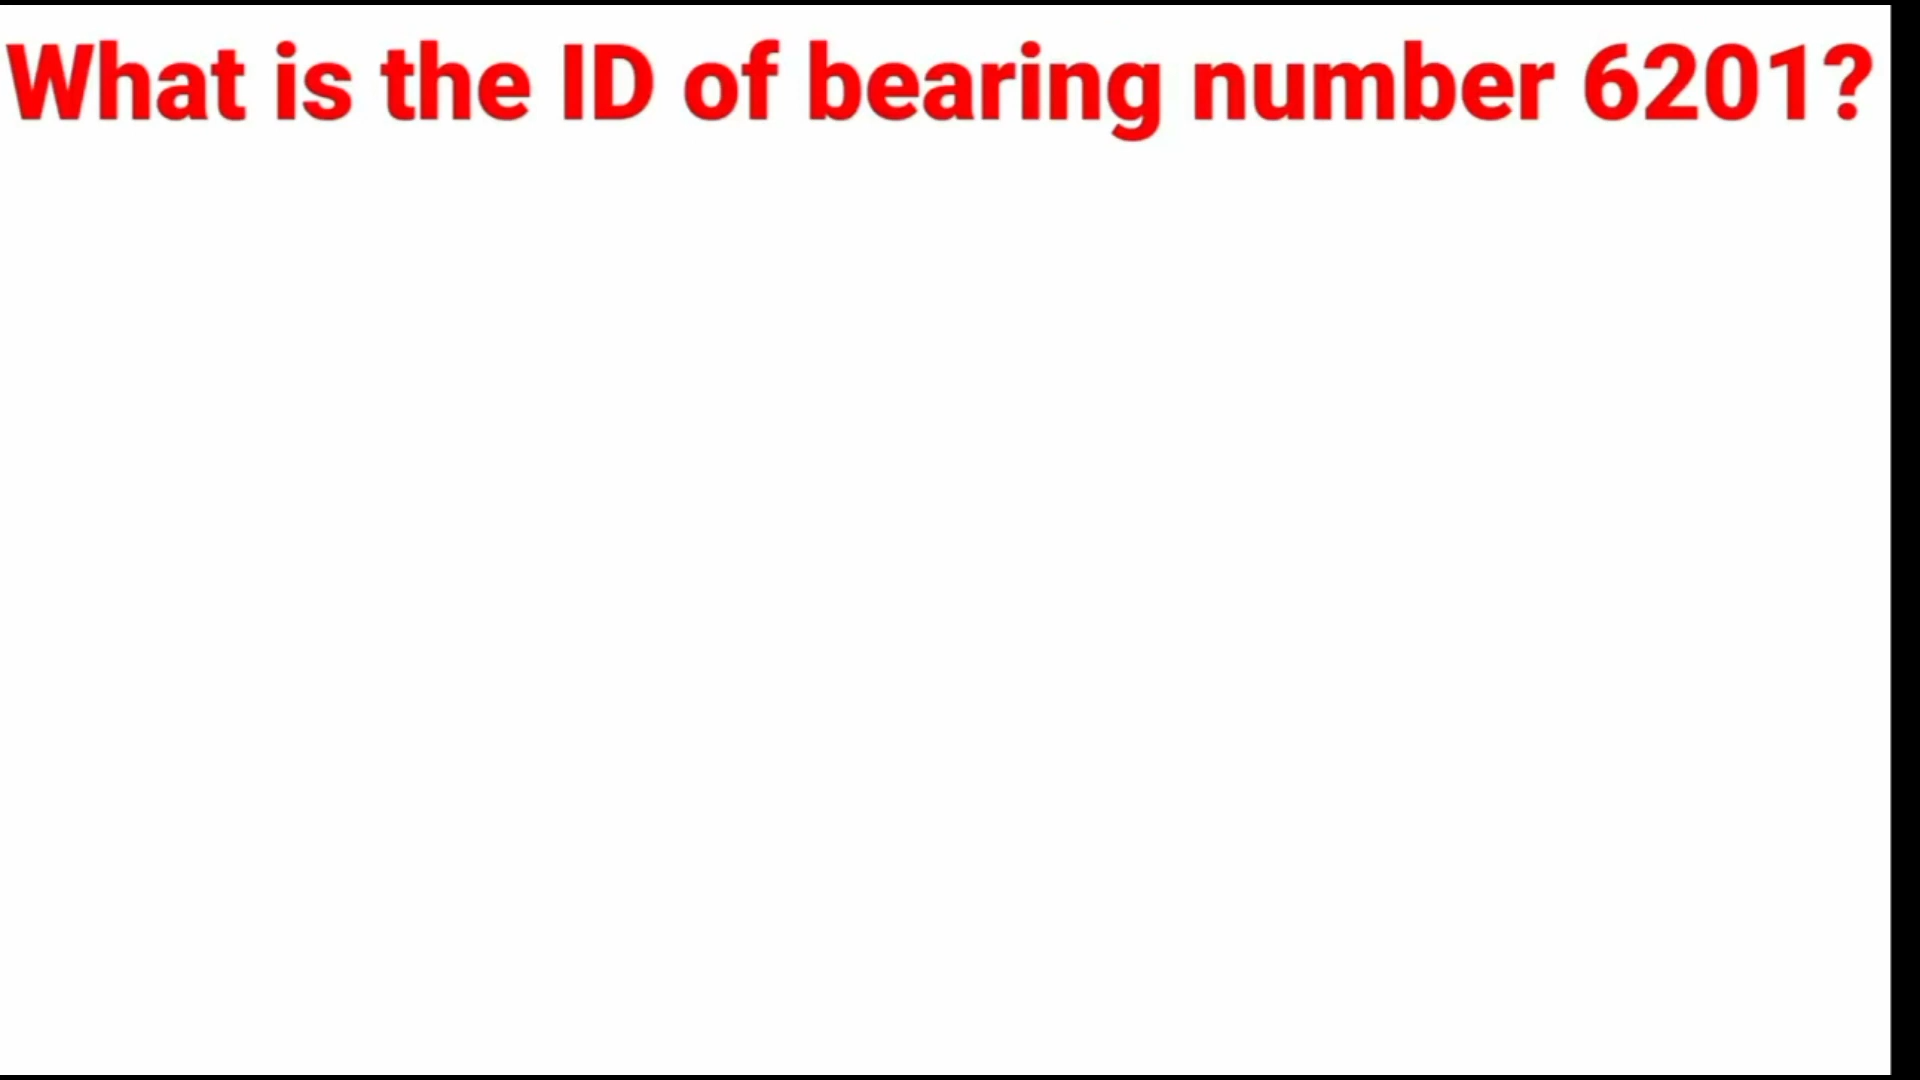 What is the ID of bearing number 6201?